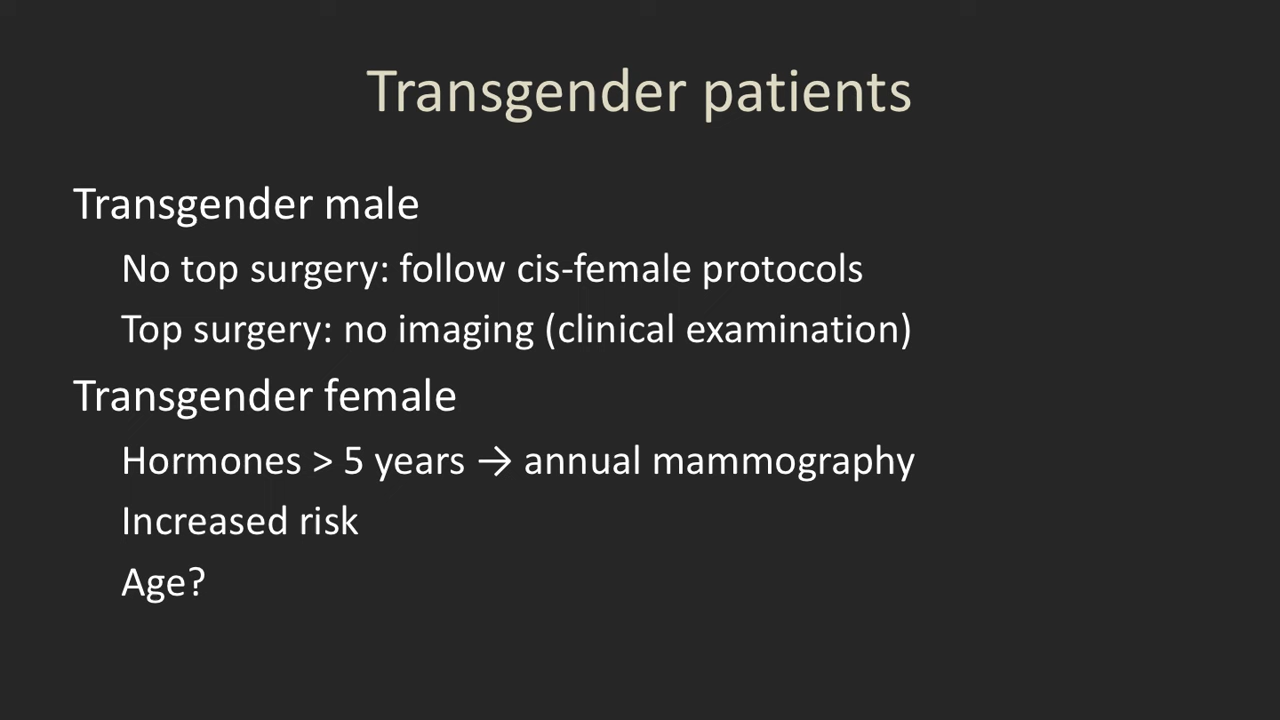 Transgender patients
Transgender male
No top surgery: follow cis-female protocols
Top surgery: no imaging (clinical examination)
Transgender female
Hormones > 5 years → annual mammography
Increased risk
Age?